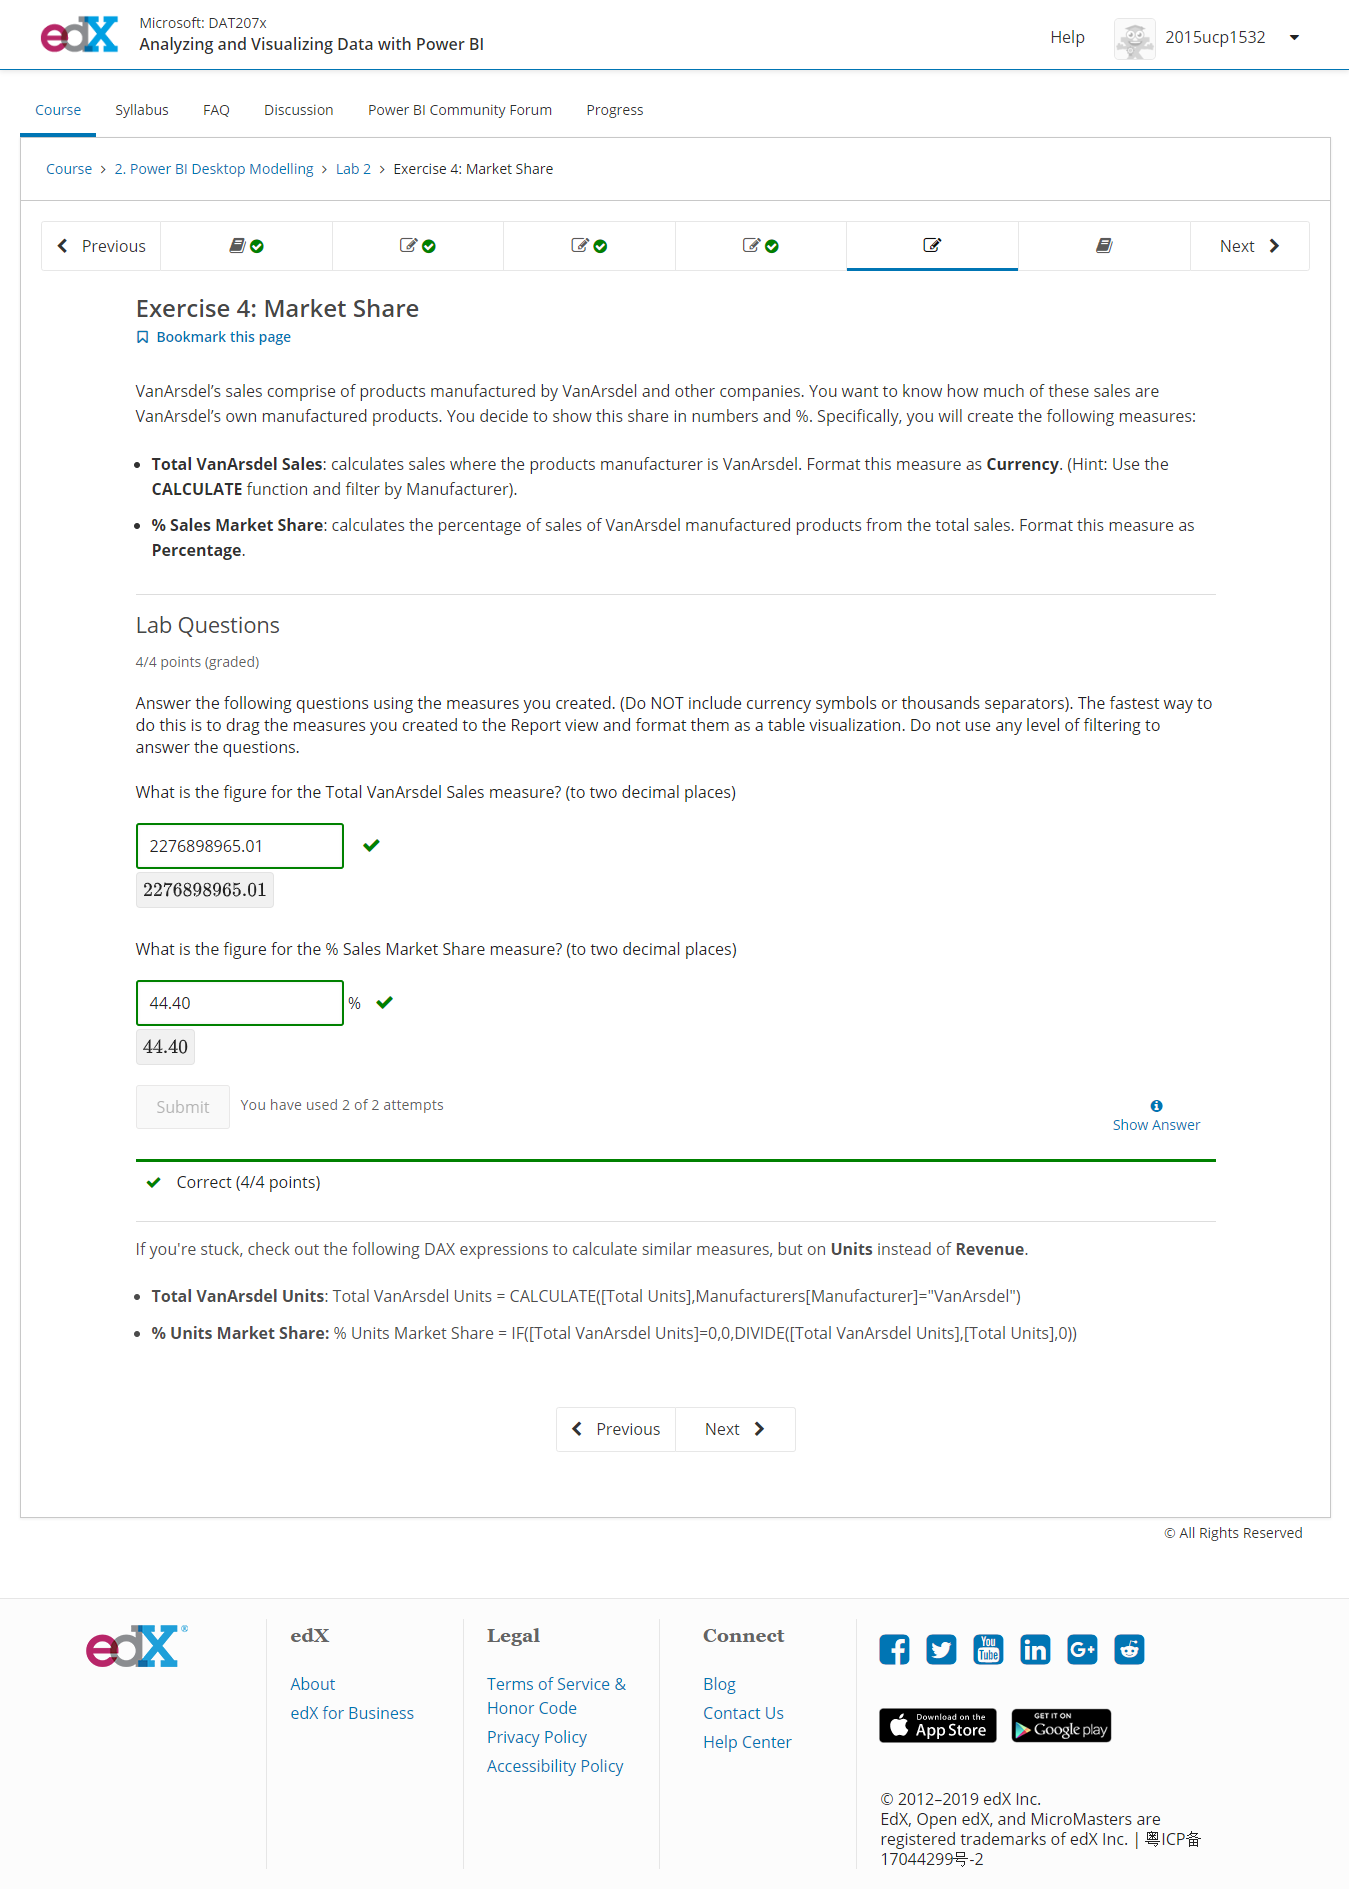 edX
Microsoft: DAT207x
Analyzing and Visualizing Data with Power BI
Help
2015ucp1532
Course
Syllabus
FAQ
Discussion
Power BI Community Forum
Progress
Course > 2. Power BI Desktop Modelling > Lab 2 > Exercise 4: Market Share
Previous
Next
Exercise 4: Market Share
Bookmark this page
VanArsdel’s sales comprise of products manufactured by VanArsdel and other companies. You want to know how much of these sales are
VanArsdel’s own manufactured products. You decide to show this share in numbers and %. Specifically, you will create the following measures:
• Total VanArsdel Sales: calculates sales where the products manufacturer is VanArsdel. Format this measure as Currency. (Hint: Use the
CALCULATE function and filter by Manufacturer).
• % Sales Market Share: calculates the percentage of sales of VanArsdel manufactured products from the total sales. Format this measure as
Percentage.
Lab Questions
4/4 points (graded)
Answer the following questions using the measures you created. (Do NOT include currency symbols or thousands separators). The fastest way to
do this is to drag the measures you created to the Report view and format them as a table visualization. Do not use any level of filtering to
answer the questions.
What is the figure for the Total VanArsdel Sales measure? (to two decimal places)
2276898965.01
2276898965.01
What is the figure for the % Sales Market Share measure? (to two decimal places)
44.40 %
44.40
Submit
You have used 2 of 2 attempts
Show Answer
Correct (4/4 points)
If you're stuck, check out the following DAX expressions to calculate similar measures, but on Units instead of Revenue.
• Total VanArsdel Units: Total VanArsdel Units = CALCULATE([Total Units],Manufacturers[Manufacturer]="VanArsdel")
• % Units Market Share: % Units Market Share = IF([Total VanArsdel Units]=0,0,DIVIDE([Total VanArsdel Units],[Total Units],0))
Previous
Next
© All Rights Reserved
edX®
edX
About
edX for Business
Legal
Terms of Service &
Honor Code
Privacy Policy
Accessibility Policy
Connect
Blog
Contact Us
Help Center
You
Tube
in
G+
Download on the
App Store
GET IT ON
Google play
© 2012–2019 edX Inc.
EdX, Open edX, and MicroMasters are
registered trademarks of edX Inc. | 粤ICP备
17044299号-2